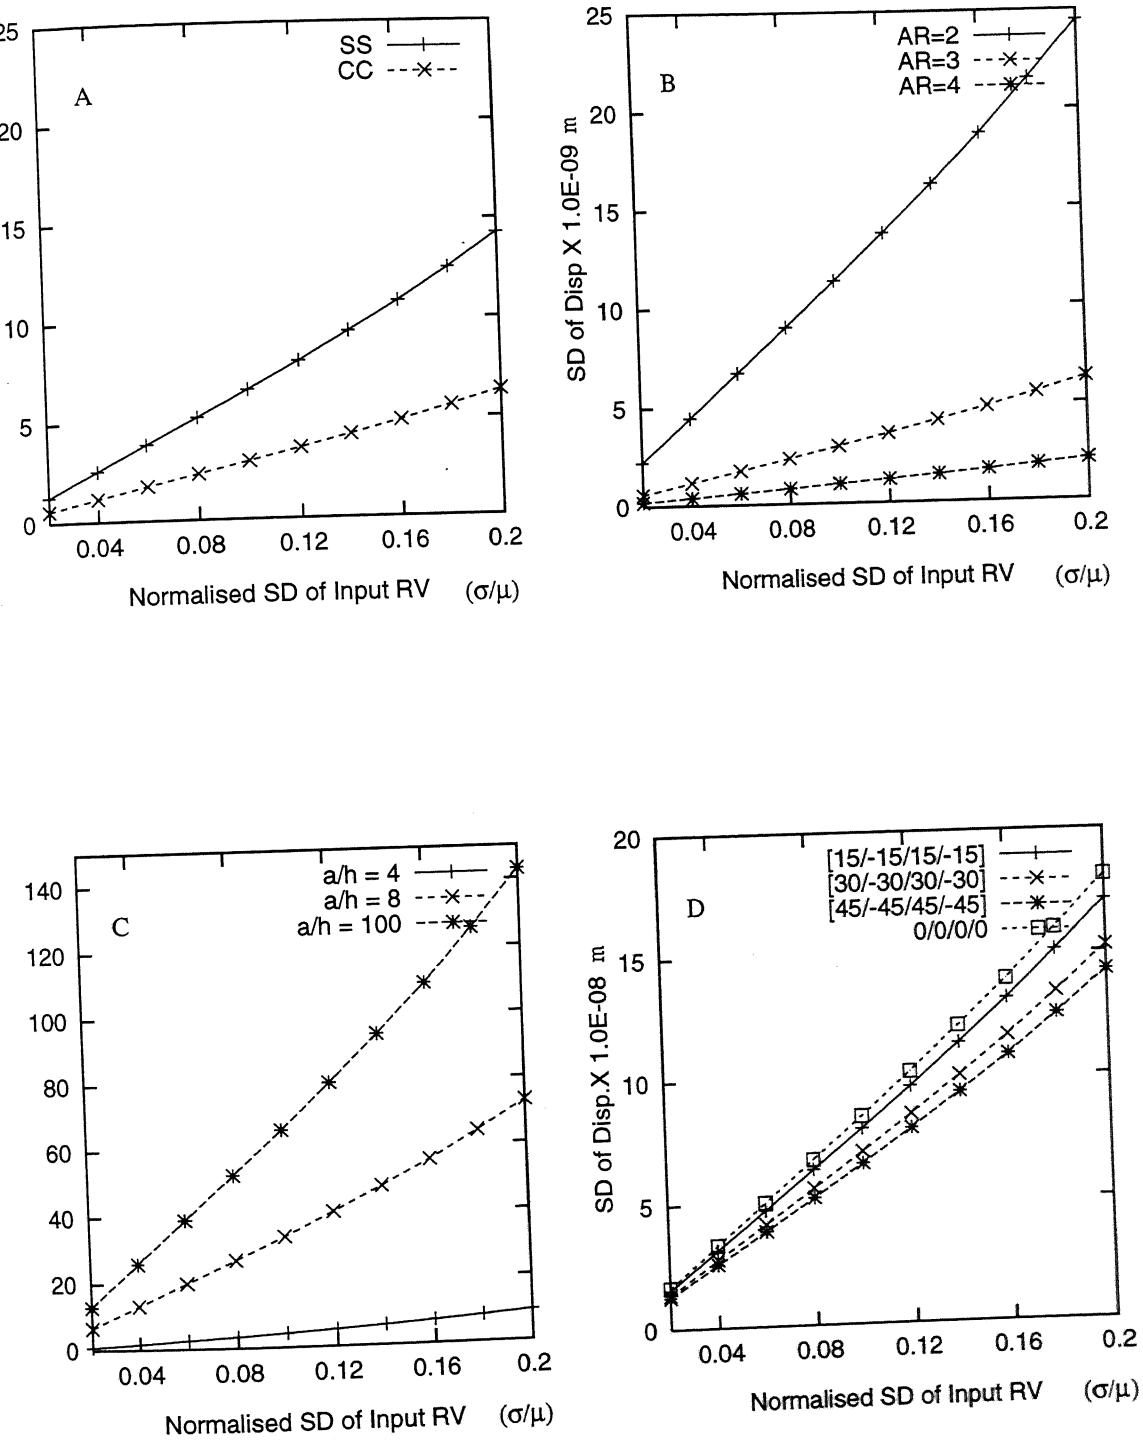 25
20
15
10
5
0
A
SS
CC
0.04 0.08 0.12 0.16 0.2
Normalised SD of Input RV (σ/μ)
SD of Disp X 1.0E-09 m
25
20
15
10
5
0
B
AR=2
AR=3
AR=4
0.04 0.08 0.12 0.16 0.2
Normalised SD of Input RV (σ/μ)
140
120
100
80
60
40
20
0
C
a/h = 4
a/h = 8
a/h = 100
0.04 0.08 0.12 0.16 0.2
Normalised SD of Input RV (σ/μ)
SD of Disp.X 1.0E-08 m
20
15
10
5
0
D
[15/-15/15/-15]
[30/-30/30/-30]
[45/-45/45/-45]
0/0/0/0
0.04 0.08 0.12 0.16 0.2
Normalised SD of Input RV (σ/μ)